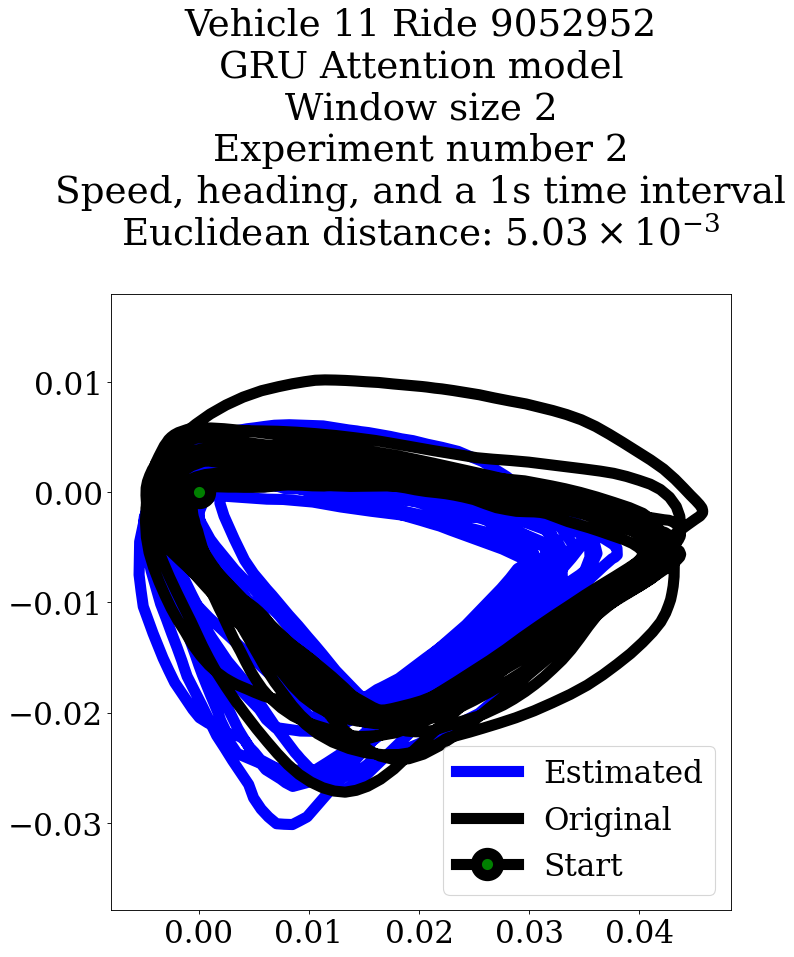 Vehicle 11 Ride 9052952
GRU Attention model
Window size 2
Experiment number 2
Speed, heading, and a 1s time interval
Euclidean distance: 5.03 × 10⁻³
0.01
0.00
−0.01
−0.02
−0.03
Estimated
Original
Start
0.00 0.01 0.02 0.03 0.04